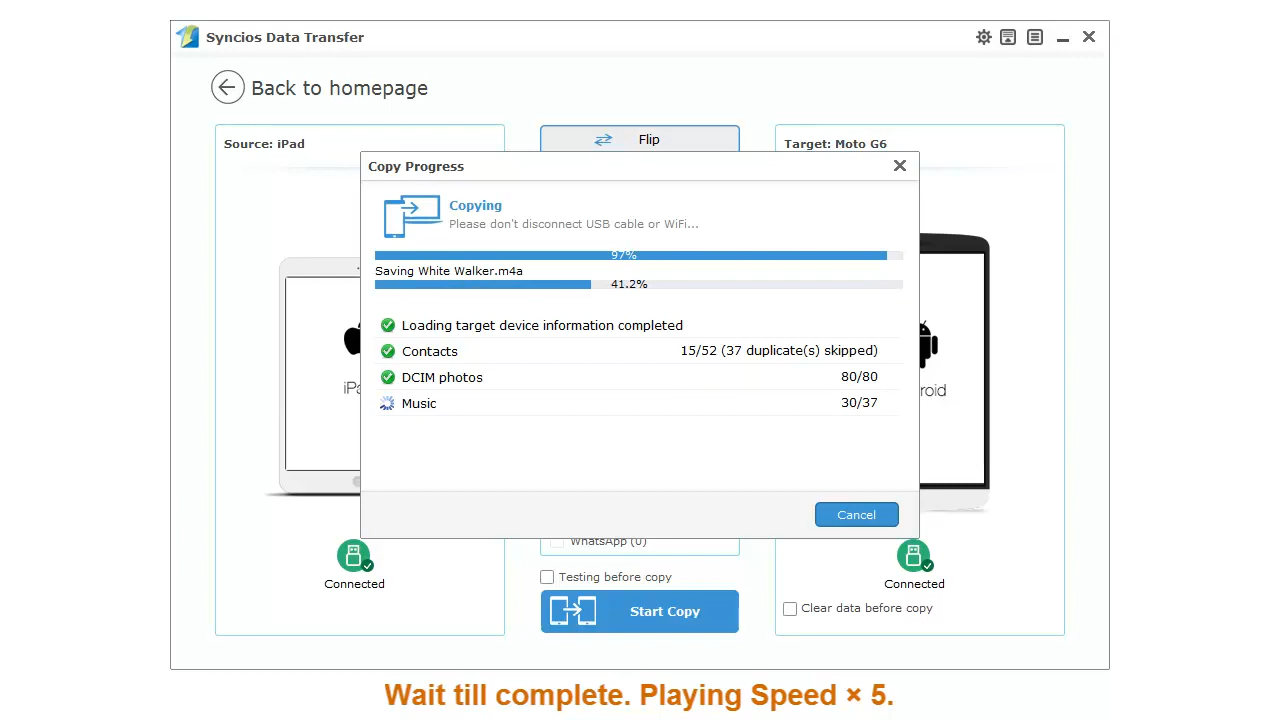 Syncios Data Transfer
Back to homepage
Source: iPad
Flip
Target: Moto G6
Copy Progress
Copying
Please don't disconnect USB cable or WiFi...
97%
Saving White Walker.m4a
41.2%
Loading target device information completed
Contacts 15/52 (37 duplicate(s) skipped)
DCIM photos 80/80
Music 30/37
Cancel
WhatsApp (0)
Connected
Connected
Testing before copy
Start Copy
Clear data before copy
Wait till complete. Playing Speed × 5.